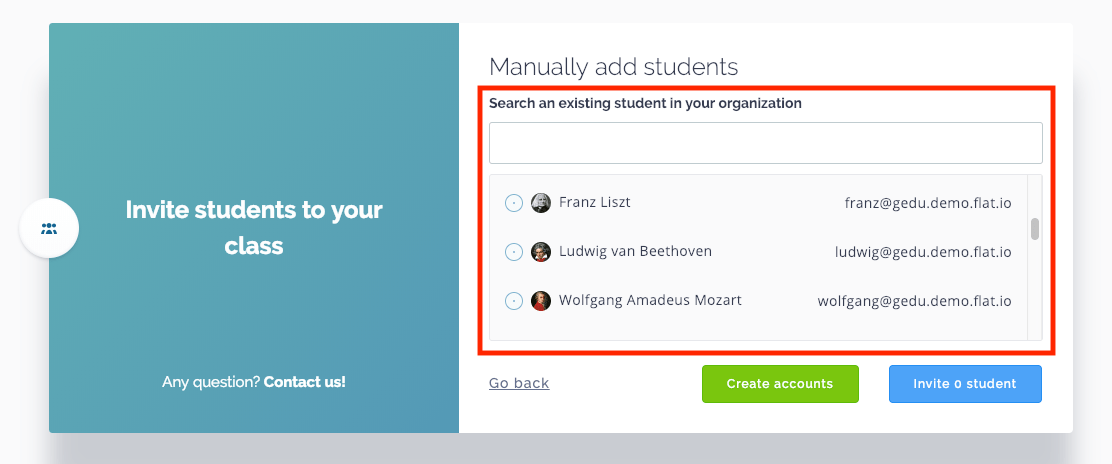 Invite students to your
class
Any question? Contact us!
Manually add students
Search an existing student in your organization
Franz Liszt franz@gedu.demo.flat.io
Ludwig van Beethoven ludwig@gedu.demo.flat.io
Wolfgang Amadeus Mozart wolfgang@gedu.demo.flat.io
Go back
Create accounts
Invite 0 student